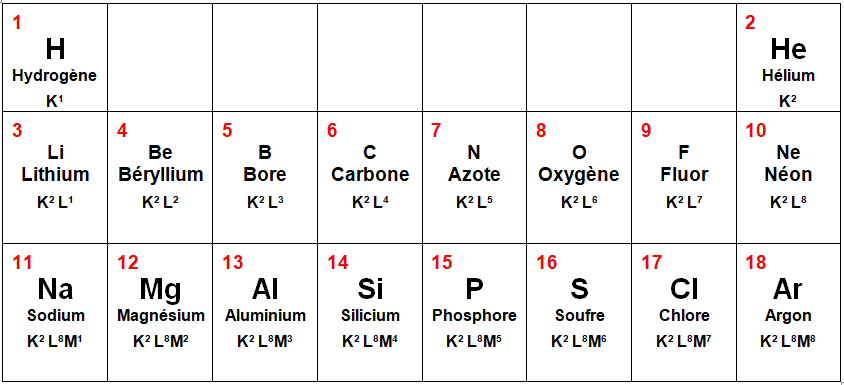 1 2
H He
Hydrogène Hélium
K¹ K²
3 4 5 6 7 8 9 10
Li Be B C N O F Ne
Lithium Béryllium Bore Carbone Azote Oxygène Fluor Néon
K² L¹ K² L² K² L³ K² L⁴ K² L⁵ K² L⁶ K² L⁷ K² L⁸
11 12 13 14 15 16 17 18
Na Mg Al Si P S Cl Ar
Sodium Magnésium Aluminium Silicium Phosphore Soufre Chlore Argon
K² L⁸M¹ K² L⁸M² K² L⁸M³ K² L⁸M⁴ K² L⁸M⁵ K² L⁸M⁶ K² L⁸M⁷ K² L⁸M⁸